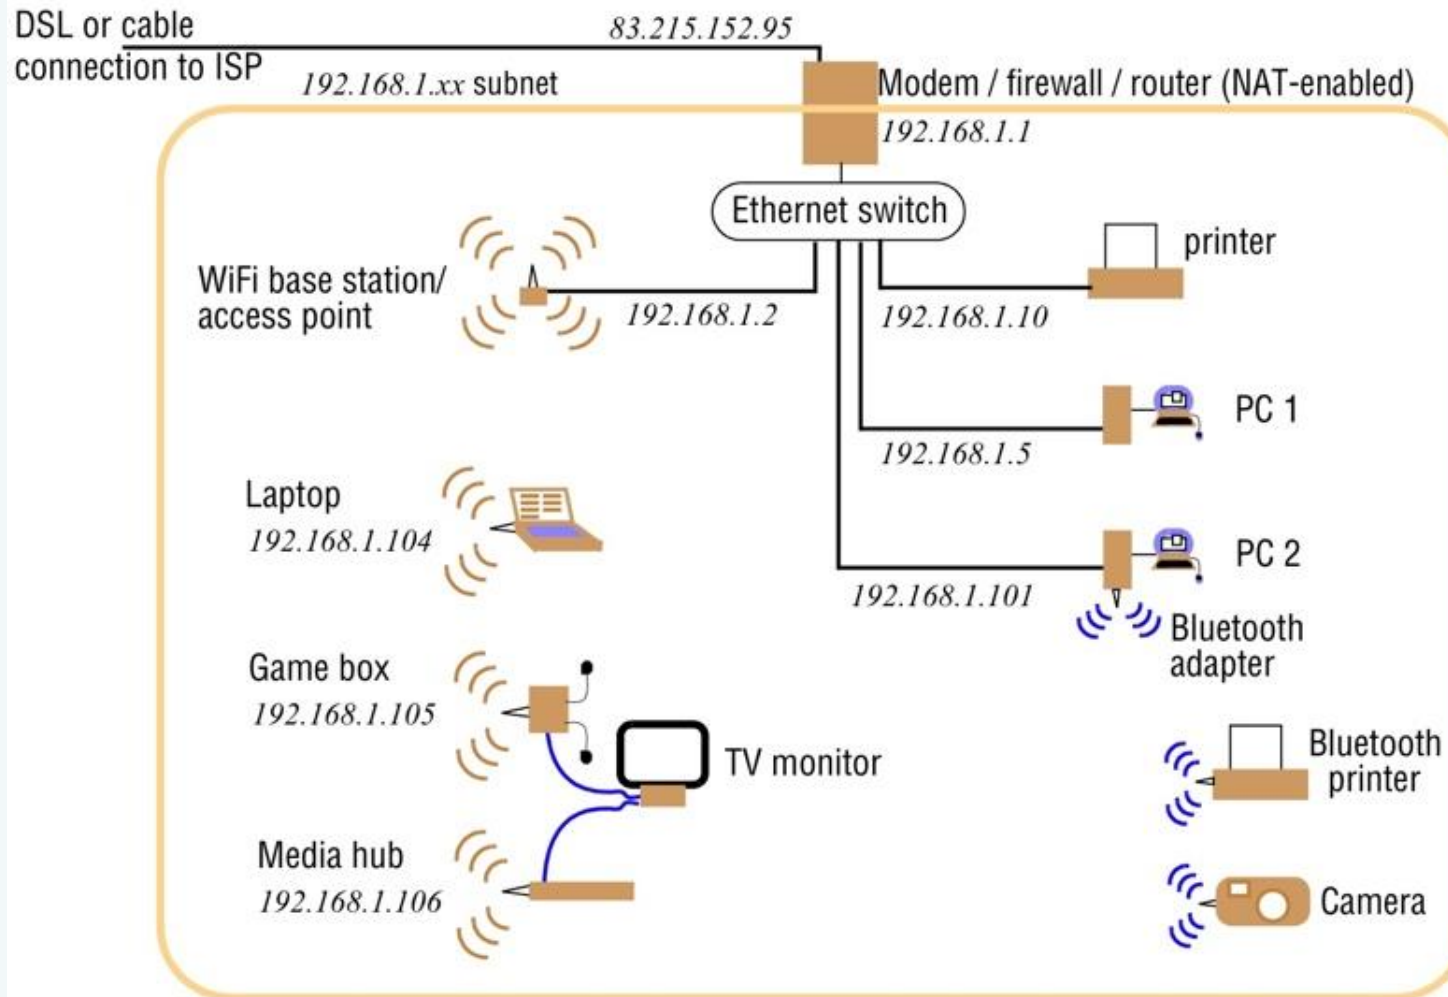 DSL or cable
connection to ISP
83.215.152.95
192.168.1.xx subnet
Modem / firewall / router (NAT-enabled)
192.168.1.1
Ethernet switch
printer
WiFi base station/
access point
192.168.1.2
192.168.1.10
PC 1
192.168.1.5
Laptop
192.168.1.104
PC 2
192.168.1.101
Bluetooth
adapter
Game box
192.168.1.105
TV monitor
Bluetooth
printer
Media hub
192.168.1.106
Camera